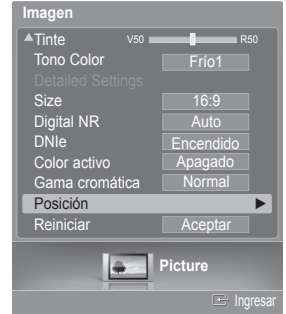 Imagen
▲Tinte V50 R50
Tono Color Frío1
Detailed Settings
Size 16:9
Digital NR Auto
DNIe Encendido
Color activo Apagado
Gama cromática Normal
Posición ►
Reiniciar Aceptar
Picture
Ingresar